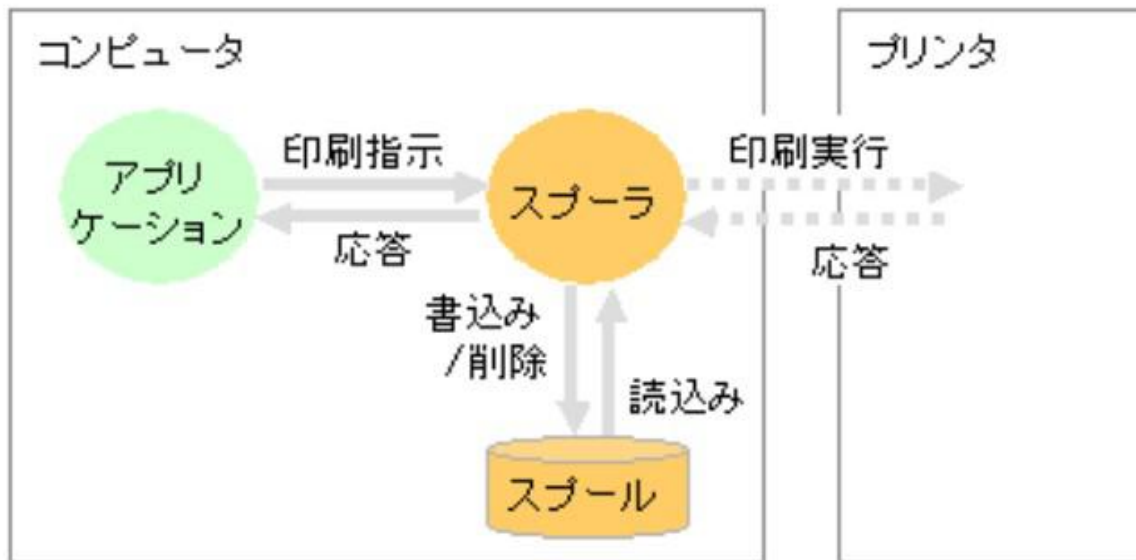 コンピュータ
プリンタ
アプリ
ケーション
印刷指示
応答
スプーラ
印刷実行
応答
書込み
/削除
読込み
スプール